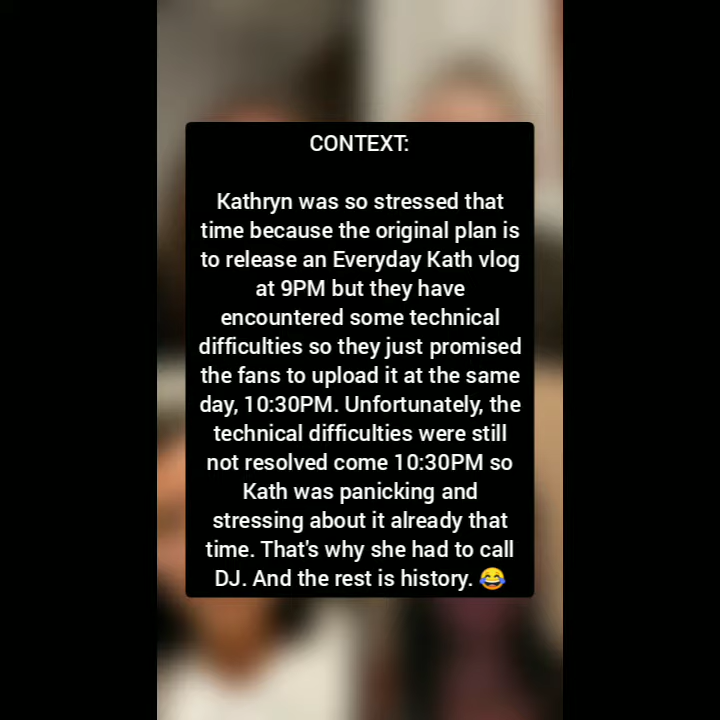 CONTEXT:
Kathryn was so stressed that
time because the original plan is
to release an Everyday Kath vlog
at 9PM but they have
encountered some technical
difficulties so they just promised
the fans to upload it at the same
day, 10:30PM. Unfortunately, the
technical difficulties were still
not resolved come 10:30PM so
Kath was panicking and
stressing about it already that
time. That's why she had to call
DJ. And the rest is history. 😂